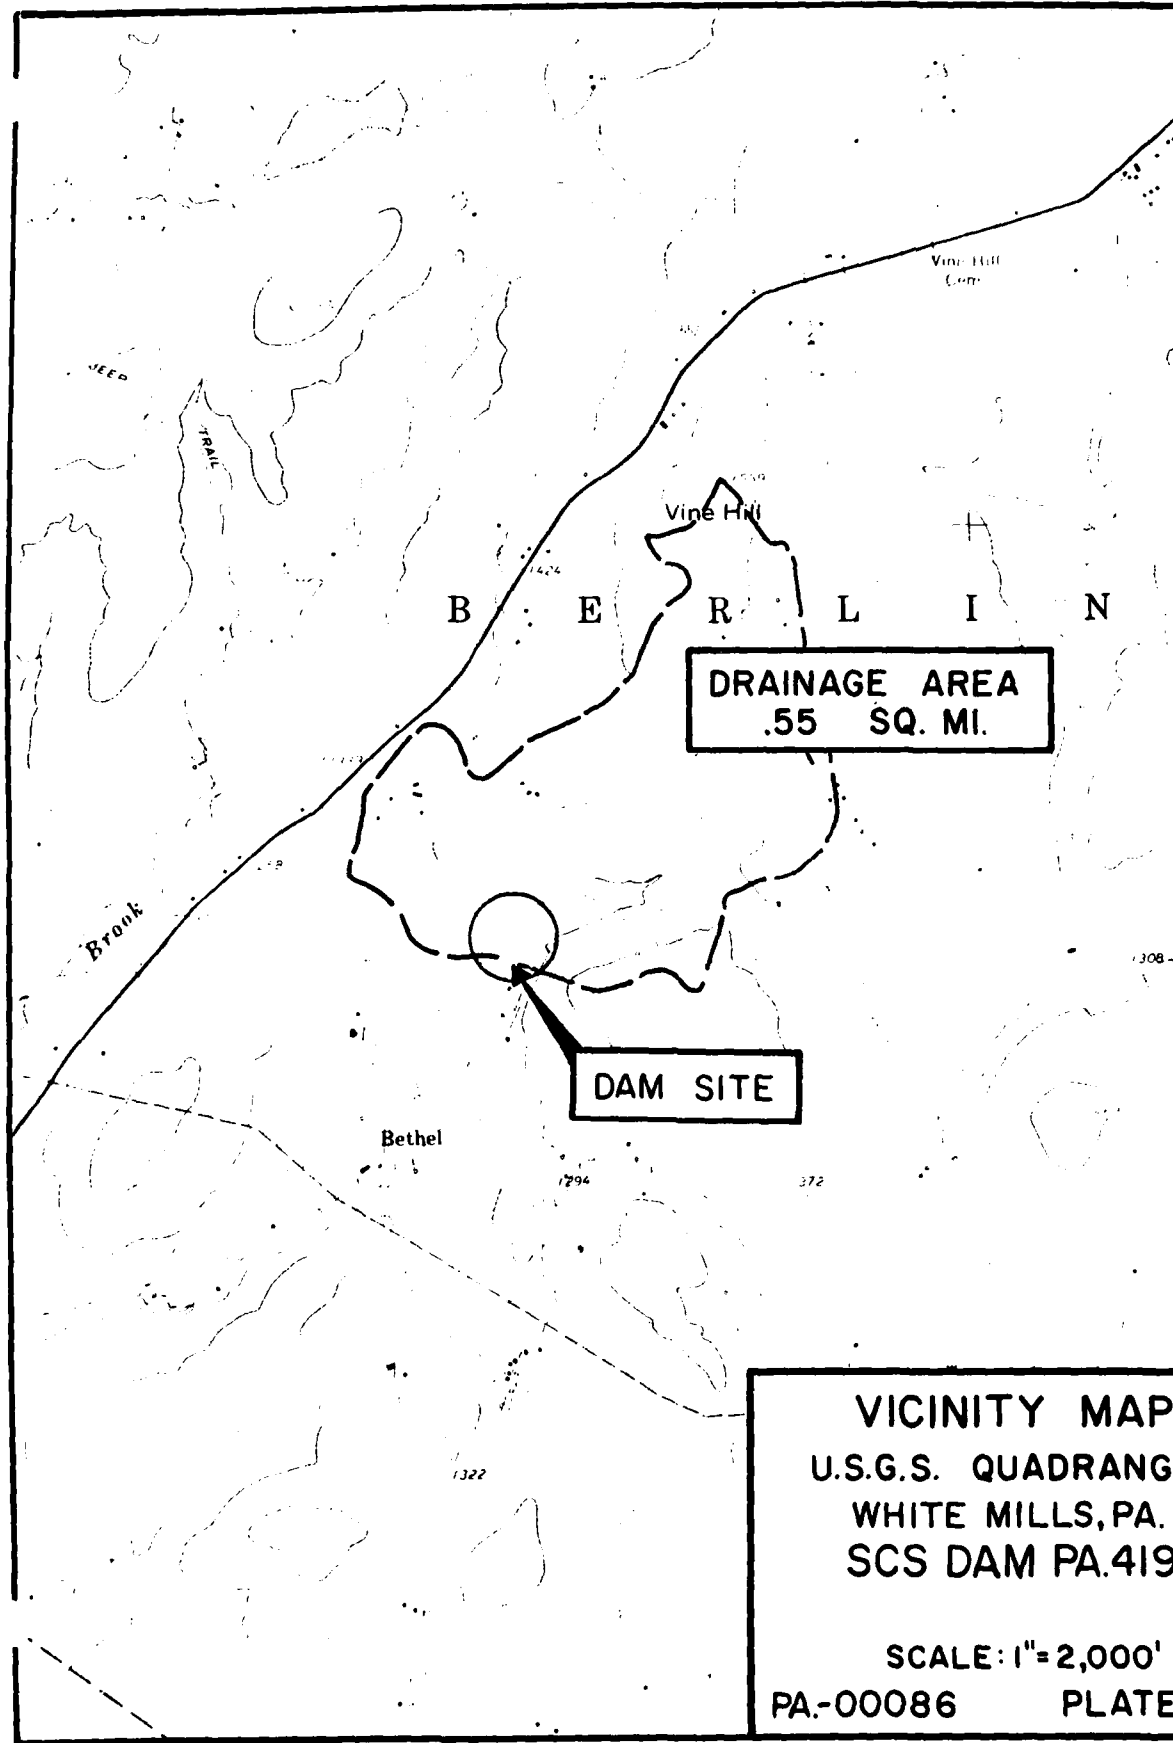 Vine Hill
Cem
JEEP
TRAIL
Vine Hill
1424
B E R L I N
DRAINAGE AREA
.55 SQ. MI.
Brook
1308
DAM SITE
Bethel
1294
372
1322
VICINITY MAP
U.S.G.S. QUADRANG
WHITE MILLS, PA.
SCS DAM PA.419
SCALE: 1"= 2,000'
PA.-00086 PLATE